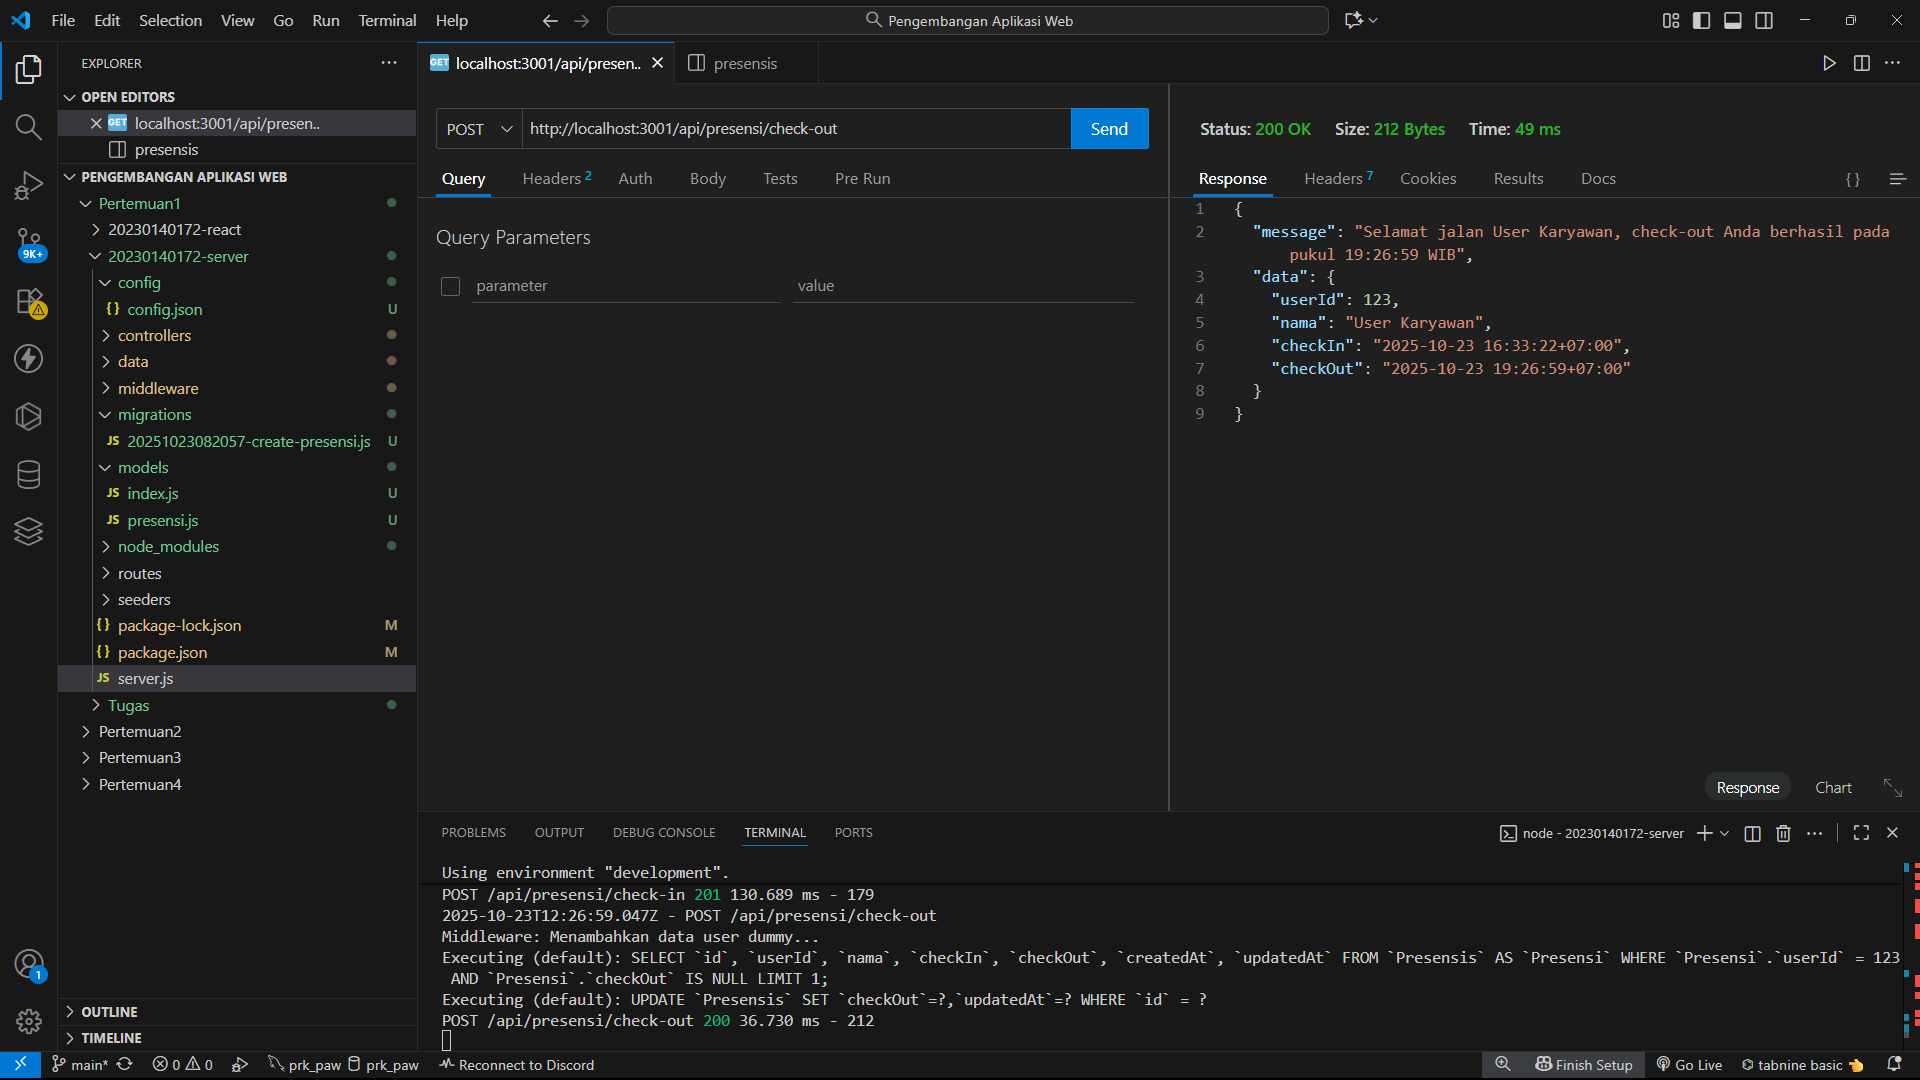 File Edit Selection View Go Run Terminal Help
Pengembangan Aplikasi Web
EXPLORER
OPEN EDITORS
GET localhost:3001/api/presen..
presensis
PENGEMBANGAN APLIKASI WEB
Pertemuan1
20230140172-react
20230140172-server
config
{} config.json U
controllers
data
middleware
migrations
JS 20251023082057-create-presensi.js U
models
JS index.js U
JS presensi.js U
node_modules
routes
seeders
{} package-lock.json M
{} package.json M
JS server.js
Tugas
Pertemuan2
Pertemuan3
Pertemuan4
OUTLINE
TIMELINE
9K+
1
GET localhost:3001/api/presen..
presensis
POST http://localhost:3001/api/presensi/check-out Send
Query Headers 2 Auth Body Tests Pre Run
Query Parameters
parameter value
Status: 200 OK Size: 212 Bytes Time: 49 ms
Response Headers 7 Cookies Results Docs { }
1 {
2 "message": "Selamat jalan User Karyawan, check-out Anda berhasil pada
pukul 19:26:59 WIB",
3 "data": {
4 "userId": 123,
5 "nama": "User Karyawan",
6 "checkIn": "2025-10-23 16:33:22+07:00",
7 "checkOut": "2025-10-23 19:26:59+07:00"
8 }
9 }
Response Chart
PROBLEMS OUTPUT DEBUG CONSOLE TERMINAL PORTS
node - 20230140172-server
Using environment "development".
POST /api/presensi/check-in 201 130.689 ms - 179
2025-10-23T12:26:59.047Z - POST /api/presensi/check-out
Middleware: Menambahkan data user dummy...
Executing (default): SELECT `id`, `userId`, `nama`, `checkIn`, `checkOut`, `createdAt`, `updatedAt` FROM `Presensis` AS `Presensi` WHERE `Presensi`.`userId` = 123
AND `Presensi`.`checkOut` IS NULL LIMIT 1;
Executing (default): UPDATE `Presensis` SET `checkOut`=?,`updatedAt`=? WHERE `id` = ?
POST /api/presensi/check-out 200 36.730 ms - 212
main* 0 0 prk_paw prk_paw Reconnect to Discord Finish Setup Go Live tabnine basic